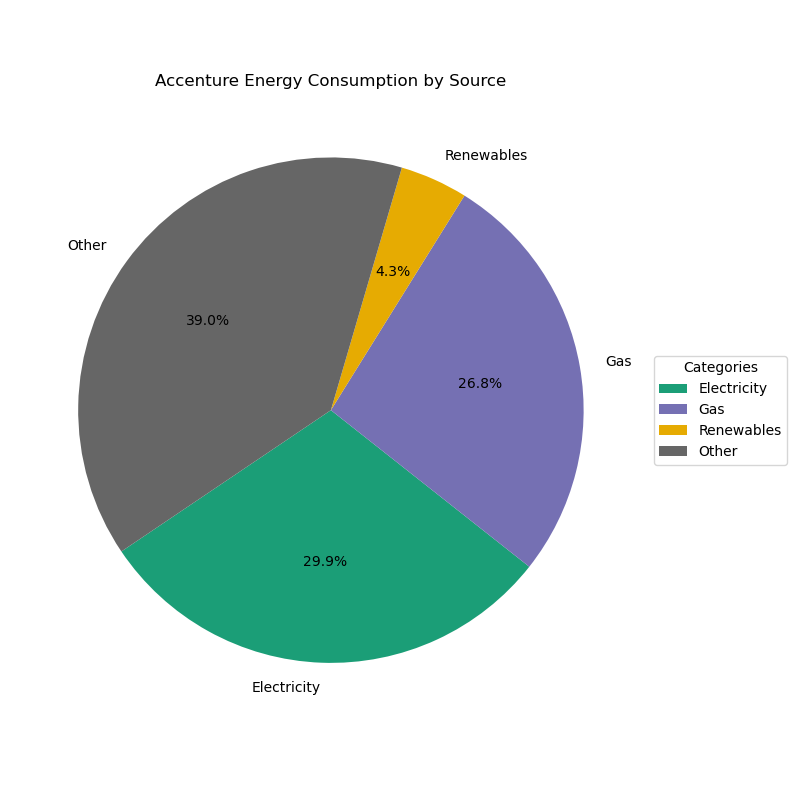 Accenture Energy Consumption by Source
Renewables
Other
4.3%
39.0%
Gas
26.8%
Categories
Electricity
Gas
Renewables
Other
29.9%
Electricity